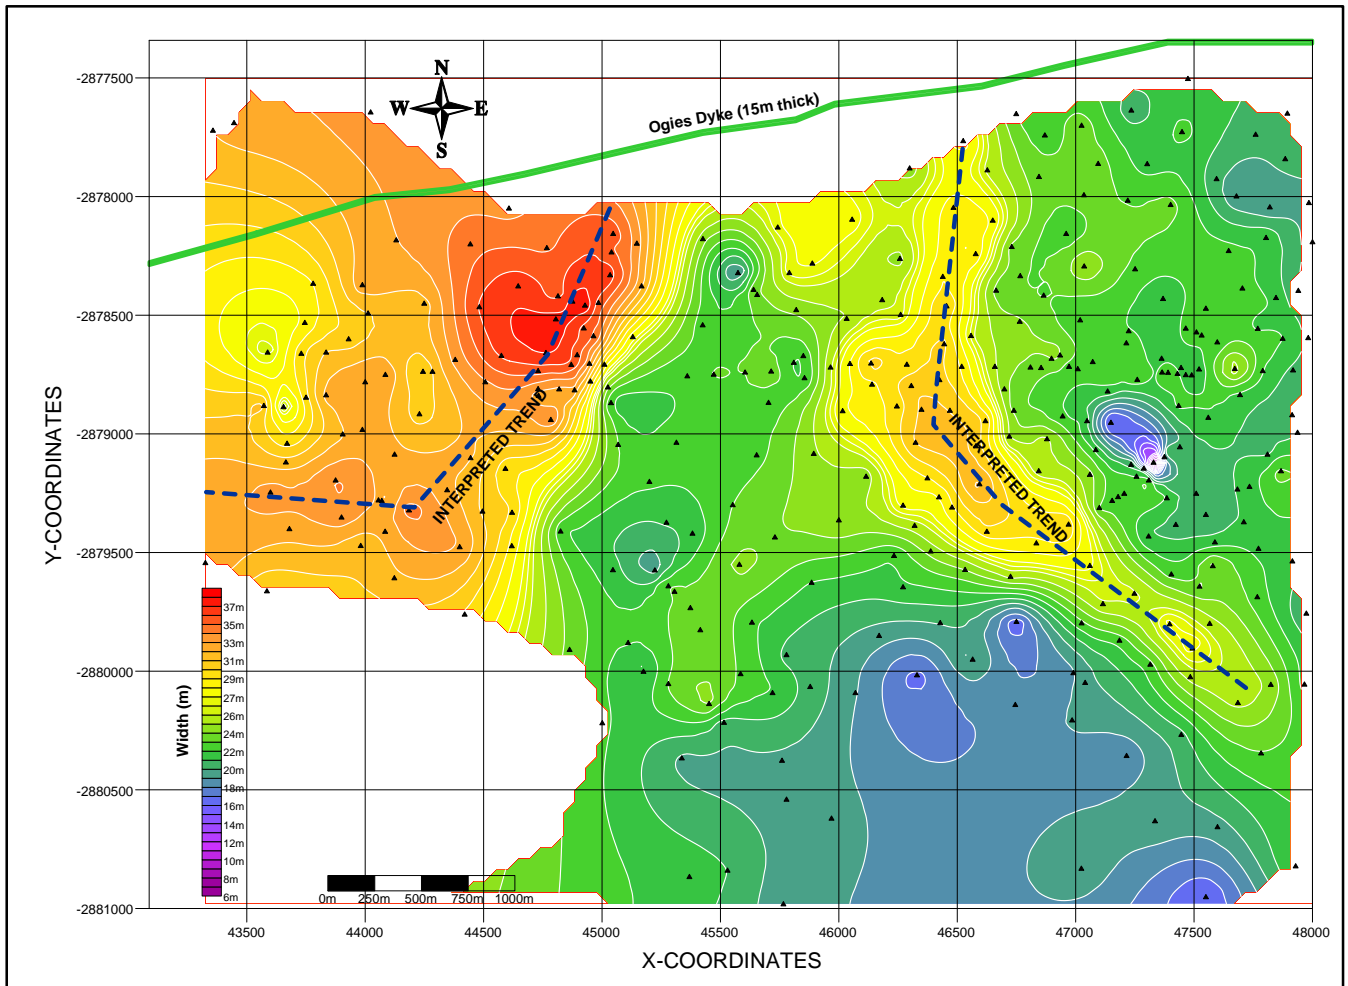 N
W E
S
Ogies Dyke (15m thick)
-2877500
-2878000
-2878500
-2879000
-2879500
-2880000
-2880500
-2881000
Y-COORDINATES
INTERPRETED TREND
INTERPRETED TREND
Width (m)
37m
35m
33m
31m
29m
27m
26m
24m
22m
20m
18m
16m
14m
12m
10m
8m
6m
0m 250m 500m 750m 1000m
43500 44000 44500 45000 45500 46000 46500 47000 47500 48000
X-COORDINATES